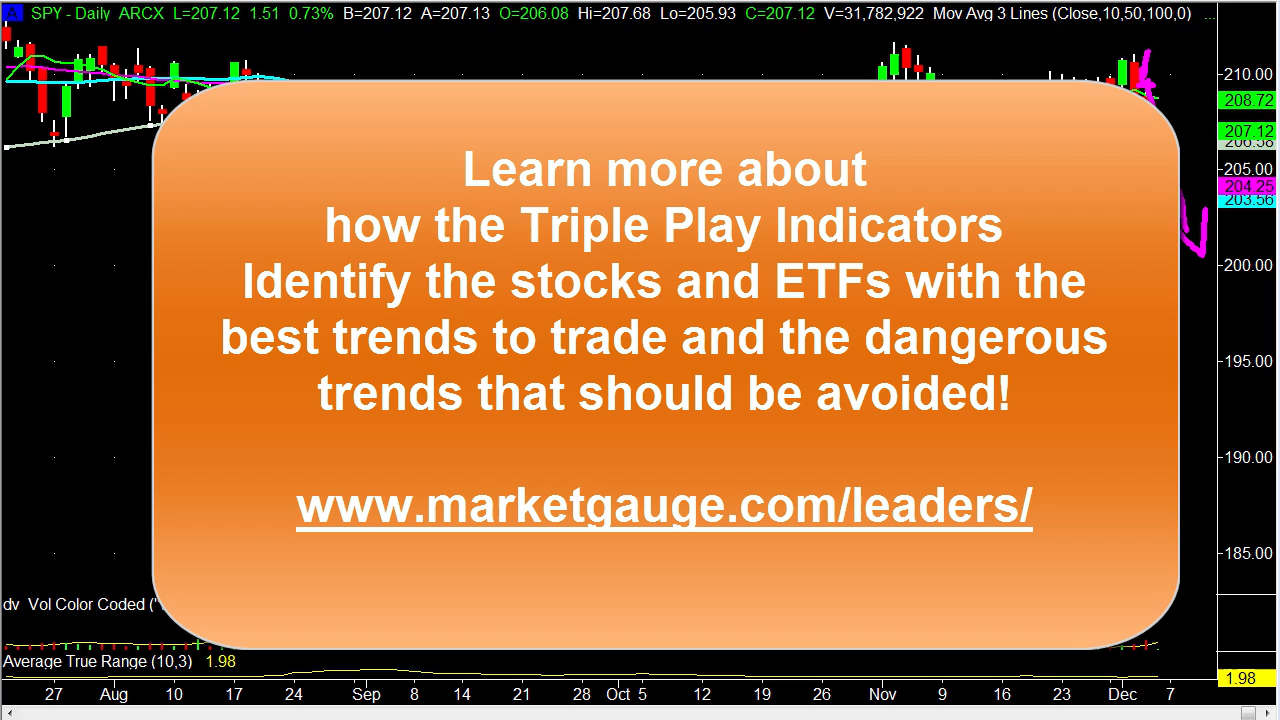 A SPY - Daily ARCX L=207.12 1.51 0.73% B=207.12 A=207.13 O=206.08 Hi=207.68 Lo=205.93 C=207.12 V=31,782,922 Mov Avg 3 Lines (Close,10,50,100,0) ...
210.00
208.72
207.12
206.58
205.00
204.25
203.56
200.00
195.00
190.00
185.00
Learn more about
how the Triple Play Indicators
Identify the stocks and ETFs with the
best trends to trade and the dangerous
trends that should be avoided!
www.marketgauge.com/leaders/
dv Vol Color Coded ("
Average True Range (10,3) 1.98
1.98
27 Aug 10 17 24 Sep 8 14 21 28 Oct 5 12 19 26 Nov 9 16 23 Dec 7